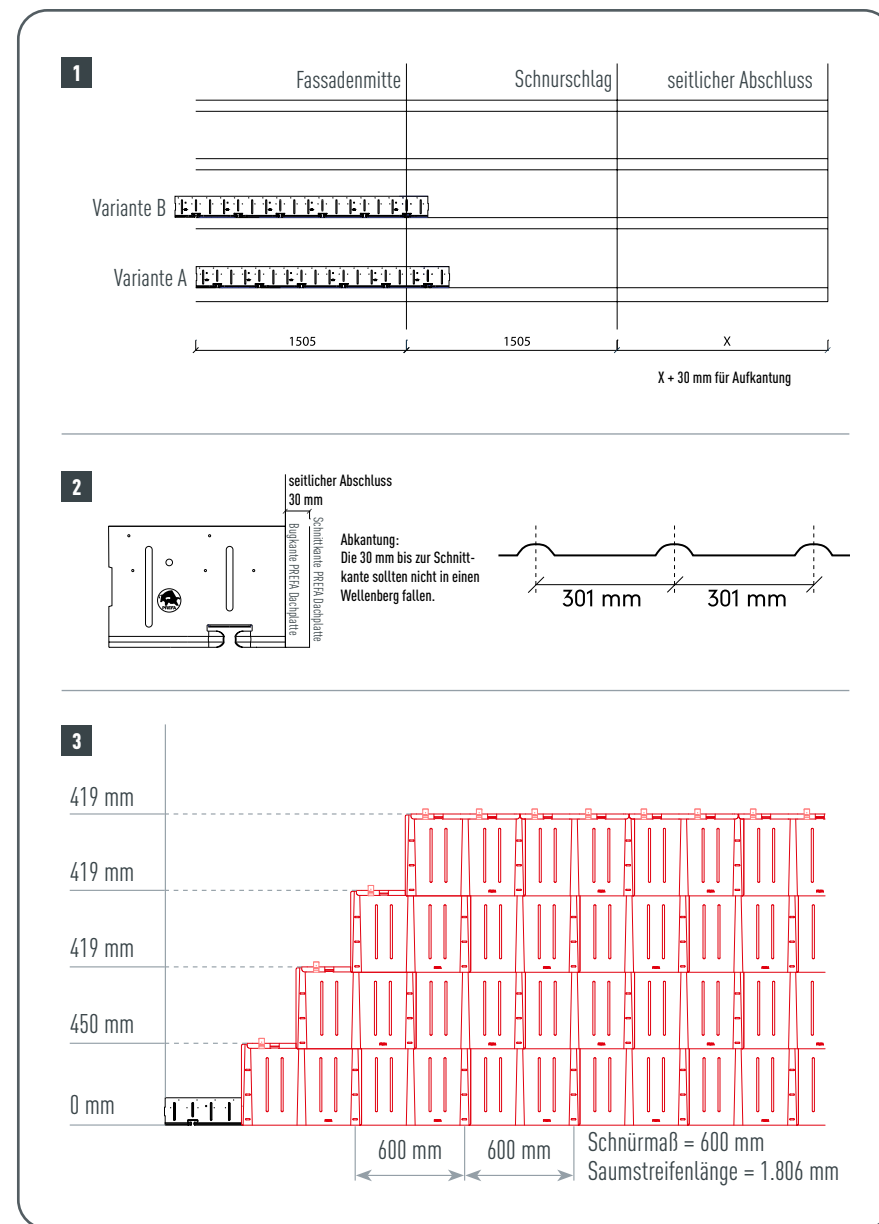 1
Fassadenmitte
Schnurschlag
seitlicher Abschluss
Variante B
Variante A
1505
1505
X
X + 30 mm für Aufkantung
2
seitlicher Abschluss
30 mm
Bugkante PREFA Dachplatte
Schnittkante PREFA Dachplatte
PREFA
Abkantung:
Die 30 mm bis zur Schnitt-
kante sollten nicht in einen
Wellenberg fallen.
301 mm
301 mm
3
419 mm
419 mm
419 mm
450 mm
0 mm
600 mm
600 mm
Schnürmaß = 600 mm
Saumstreifenlänge = 1.806 mm